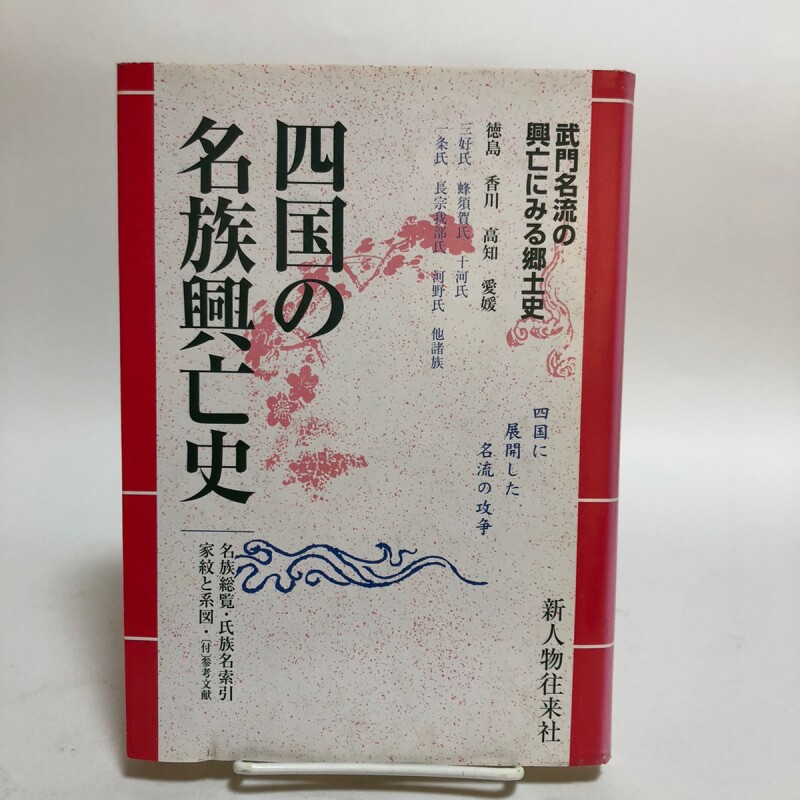 武門名流の
興亡にみる郷土史
徳島 香川 高知 愛媛
三好氏 蜂須賀氏 十河氏
一条氏 長宗我部氏 河野氏 他諸族
四国の
名族興亡史
四国に
展開した
名流の攻争
名族総覧・氏族名索引
家紋と系図・〔付〕参考文献
新人物往来社